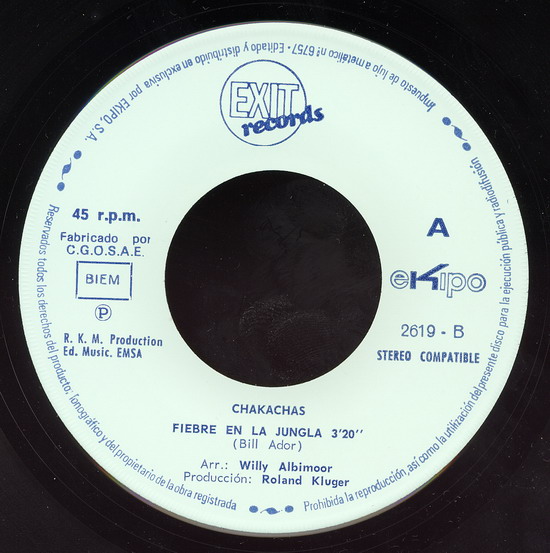 EXIT
records
45 r.p.m.
Fabricado por
C.G.O.S.A.E.
BIEM
P
R. K. M. Production
Ed. Music. EMSA
A
eKipo
2619 - B
STEREO COMPATIBLE
CHAKACHAS
FIEBRE EN LA JUNGLA 3'20''
(Bill Ador)
Arr.: Willy Albimoor
Producción: Roland Kluger
Reservados todos los derechos del productor, fonográfico y del propietario de la obra registrada
Prohibida la reproducción, así como la utilización del presente disco para la ejecución pública y radiodifusión
Impuesto de lujo a metálico n.º 6757 - Editado y distribuido en exclusiva por EKIPO, S. A.